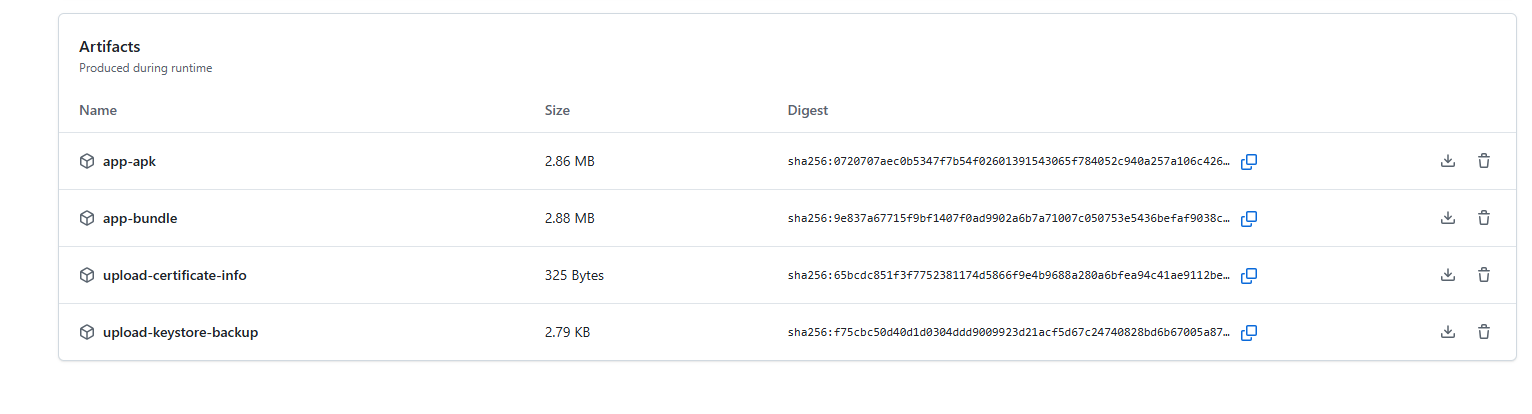 Artifacts
Produced during runtime
Name Size Digest
app-apk 2.86 MB sha256:0720707aec0b5347f7b54f02601391543065f784052c940a257a106c426…
app-bundle 2.88 MB sha256:9e837a67715f9bf1407f0ad9902a6b7a71007c050753e5436befaf9038c…
upload-certificate-info 325 Bytes sha256:65bcdc851f3f7752381174d5866f9e4b9688a280a6bfea94c41ae9112be…
upload-keystore-backup 2.79 KB sha256:f75cbc50d40d1d0304ddd9009923d21acf5d67c24740828bd6b67005a87…